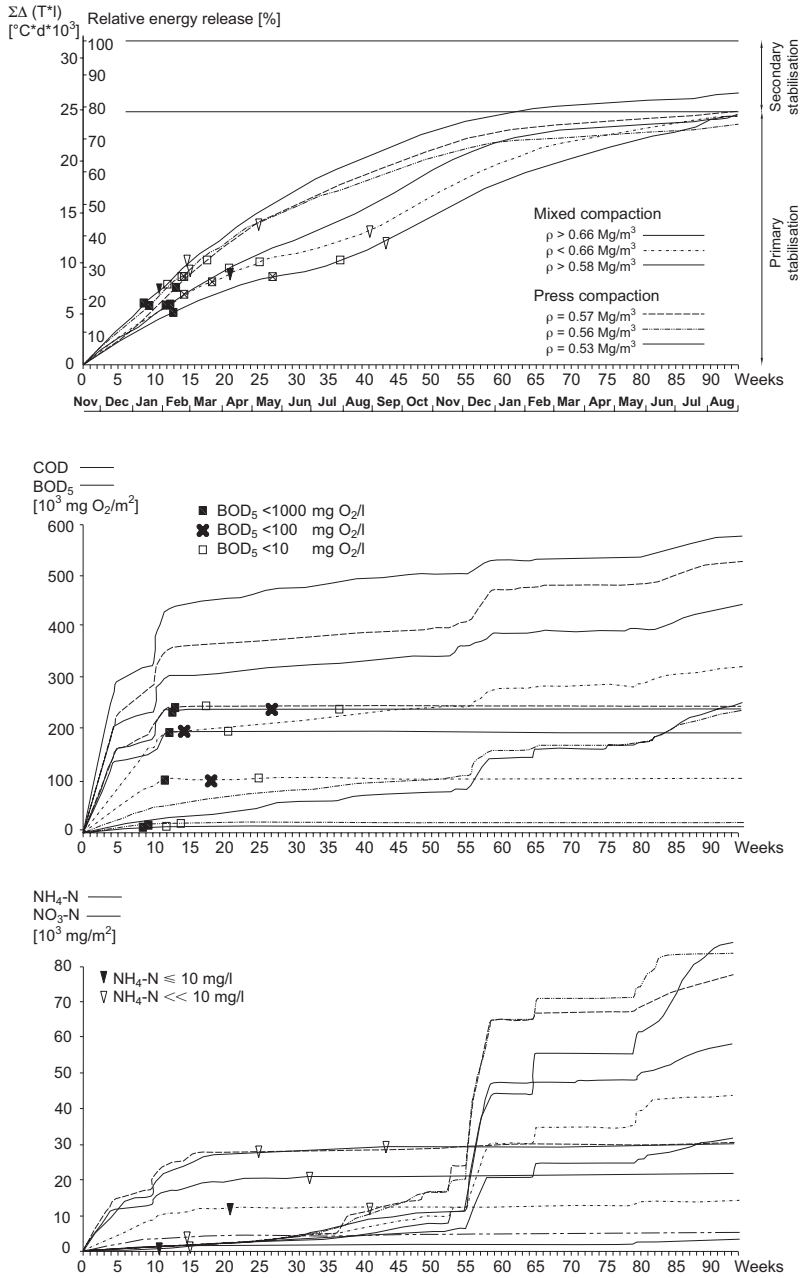 ΣΔ (T*l)
[°C*d*10³]
Relative energy release [%]
30
25
20
15
10
5
0
100
90
80
70
60
50
40
30
20
10
Secondary
stabilisation
Primary
stabilisation
Mixed compaction
ρ > 0.66 Mg/m³
ρ < 0.66 Mg/m³
ρ > 0.58 Mg/m³
Press compaction
ρ = 0.57 Mg/m³
ρ = 0.56 Mg/m³
ρ = 0.53 Mg/m³
0 5 10 15 20 25 30 35 40 45 50 55 60 65 70 75 80 85 90 Weeks
Nov Dec Jan Feb Mar Apr May Jun Jul Aug Sep Oct Nov Dec Jan Feb Mar Apr May Jun Jul Aug
COD
BOD₅
[10³ mg O₂/m²]
BOD₅ <1000 mg O₂/l
BOD₅ <100 mg O₂/l
BOD₅ <10 mg O₂/l
600
500
400
300
200
100
0
0 5 10 15 20 25 30 35 40 45 50 55 60 65 70 75 80 85 90 Weeks
NH₄-N
NO₃-N
[10³ mg/m²]
NH₄-N ⩽ 10 mg/l
NH₄-N << 10 mg/l
80
70
60
50
40
30
20
10
0
0 5 10 15 20 25 30 35 40 45 50 55 60 65 70 75 80 85 90 Weeks